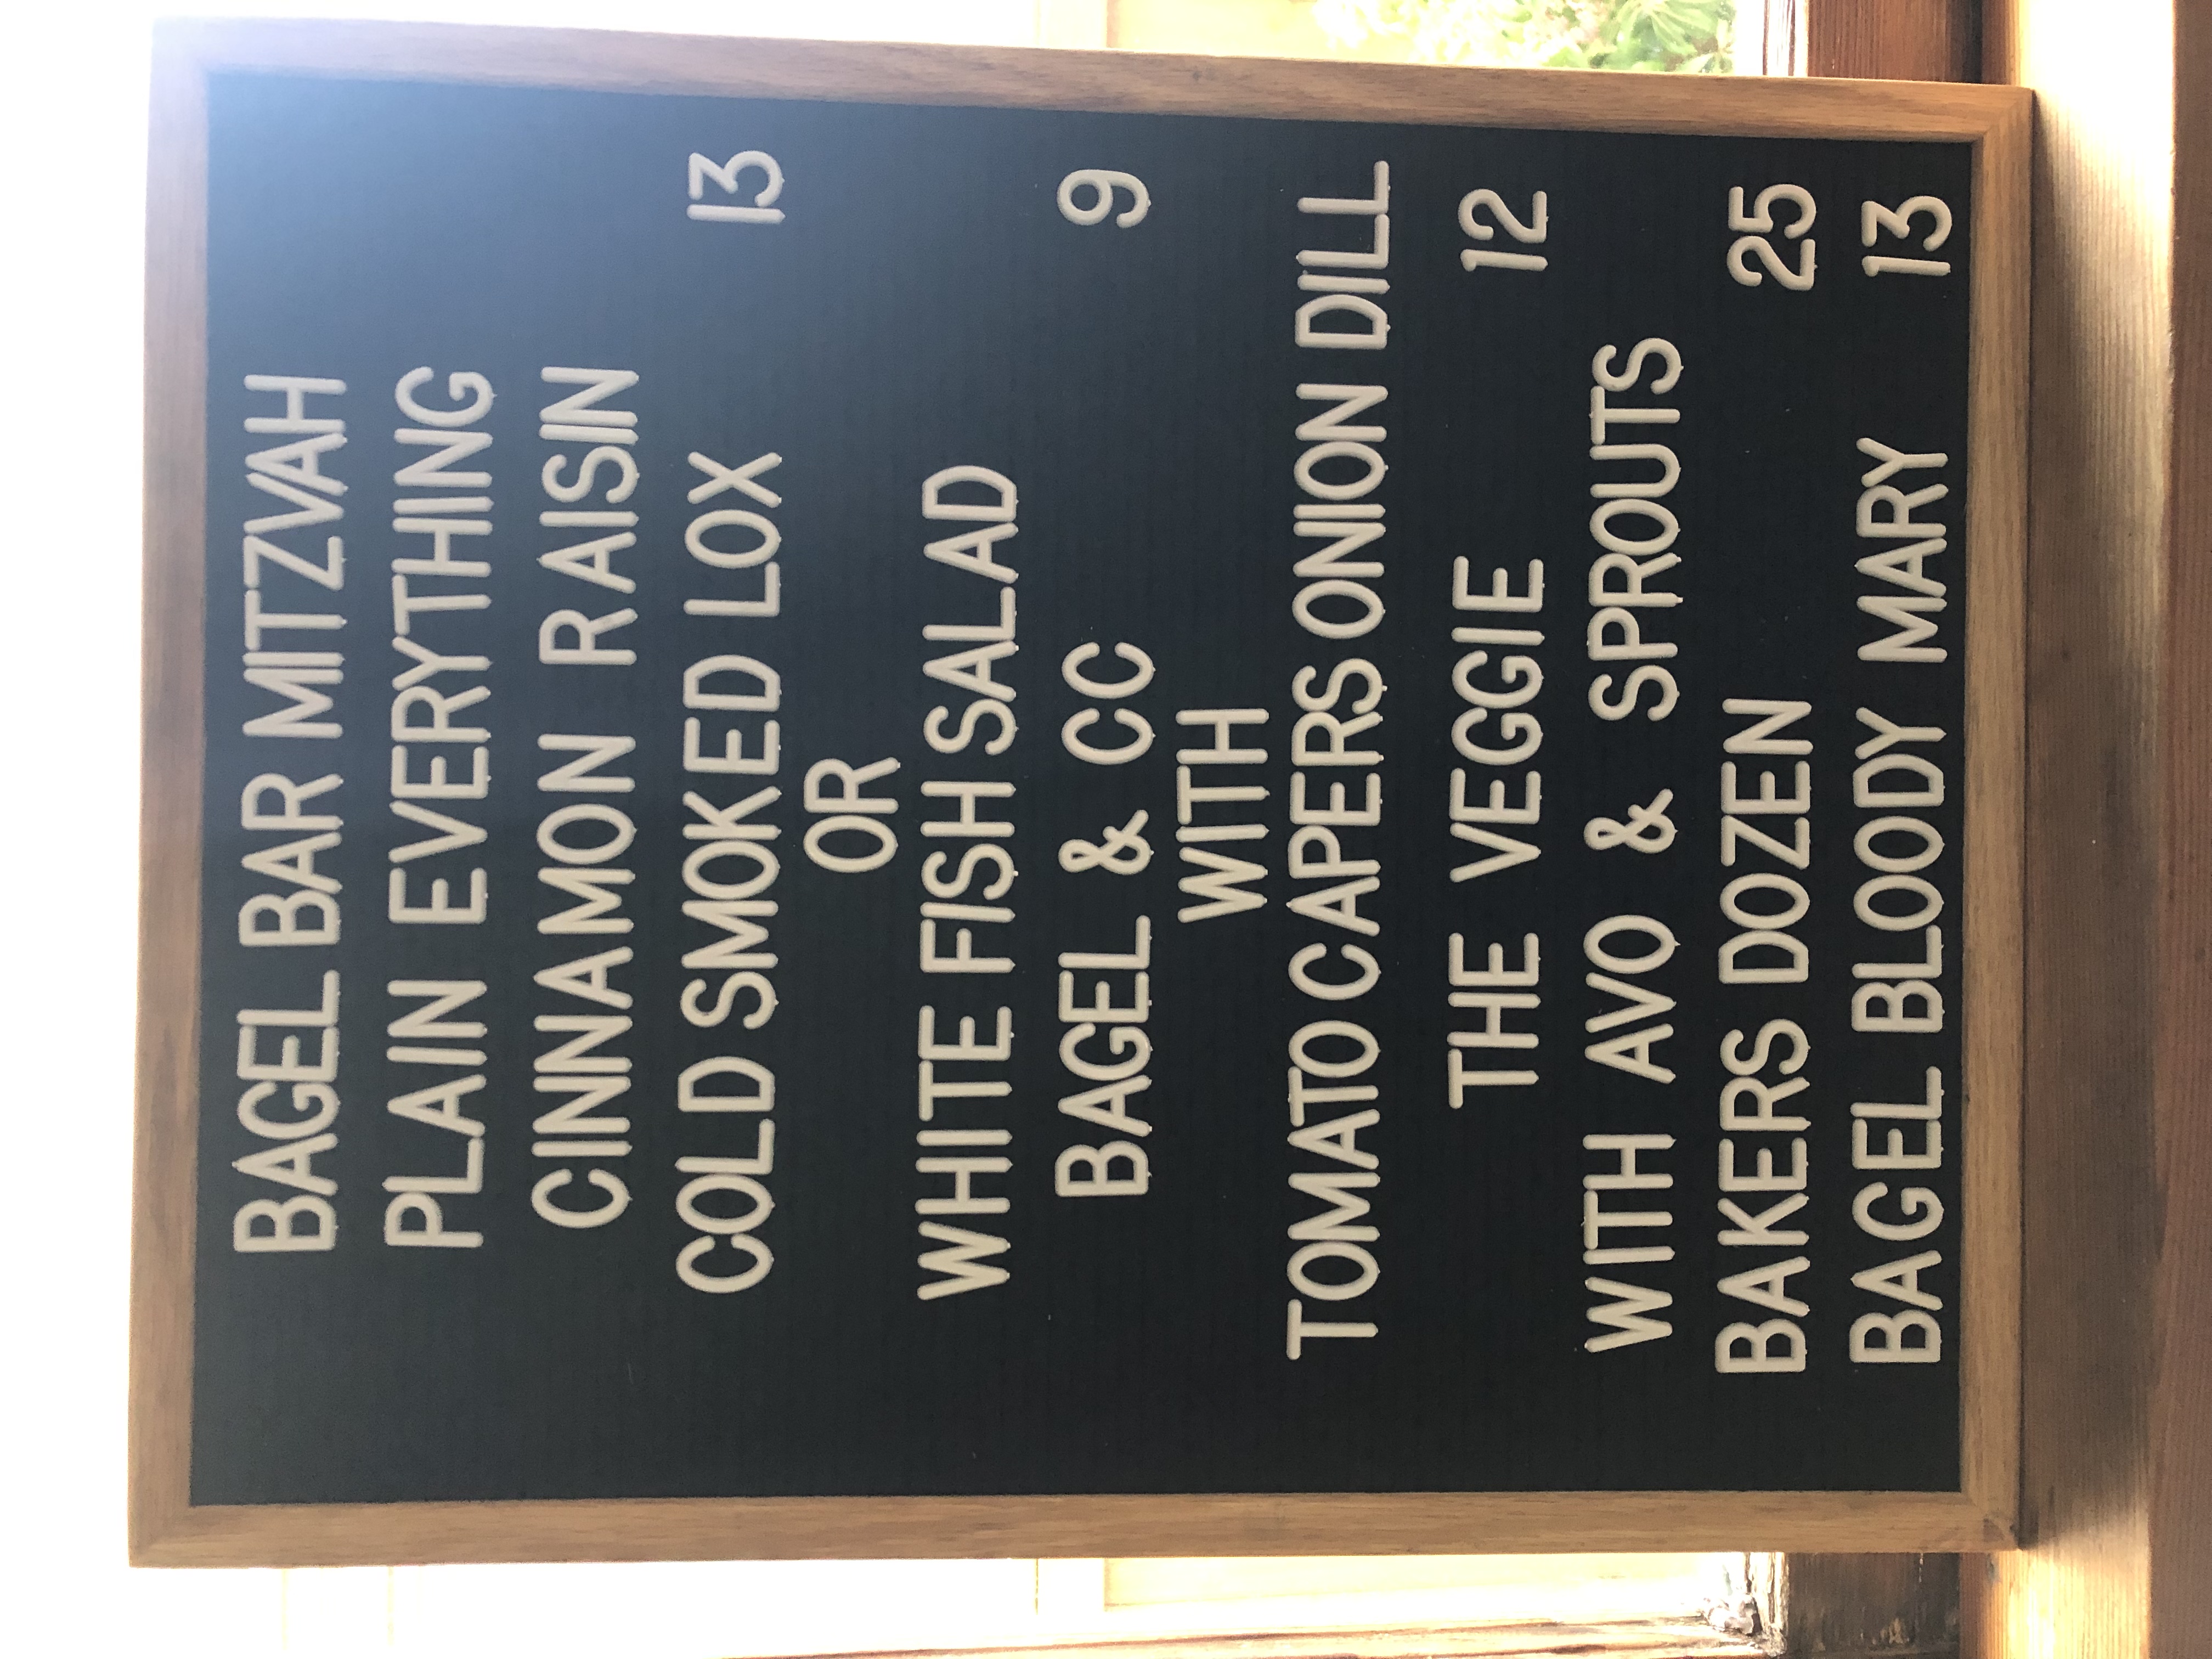 BAGEL BAR MITZVAH
PLAIN EVERYTHING
CINNAMON RAISIN
COLD SMOKED LOX 13
OR
WHITE FISH SALAD
BAGEL & CC 9
WITH
TOMATO CAPERS ONION DILL
THE VEGGIE 12
WITH AVO & SPROUTS
BAKERS DOZEN 25
BAGEL BLOODY MARY 13